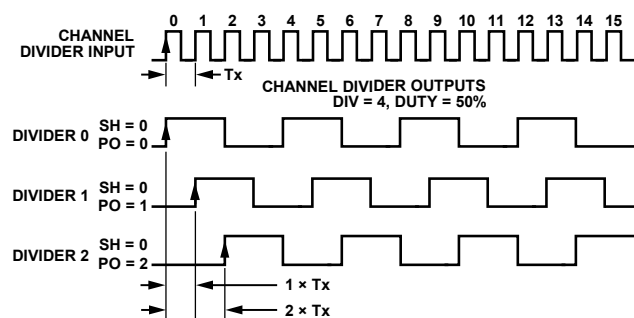 0 1 2 3 4 5 6 7 8 9 10 11 12 13 14 15
CHANNEL
DIVIDER INPUT
Tx
CHANNEL DIVIDER OUTPUTS
DIV = 4, DUTY = 50%
DIVIDER 0
SH = 0
PO = 0
DIVIDER 1
SH = 0
PO = 1
DIVIDER 2
SH = 0
PO = 2
1 × Tx
2 × Tx